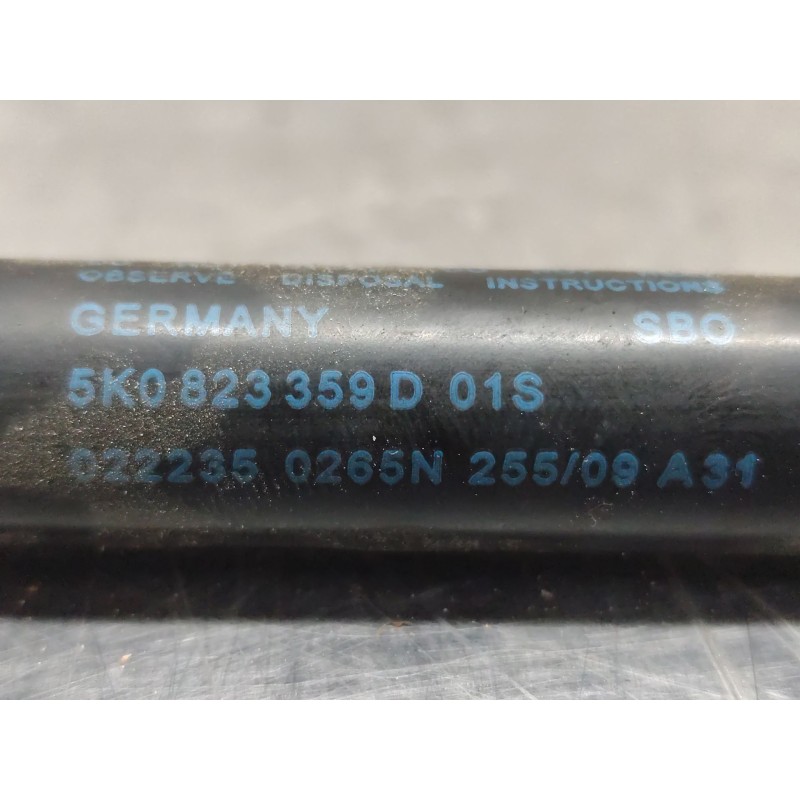 OBSERVE DISPOSAL INSTRUCTIONS
GERMANY SBO
5K0 823 359 D 01S
022235 0265N 255/09 A31